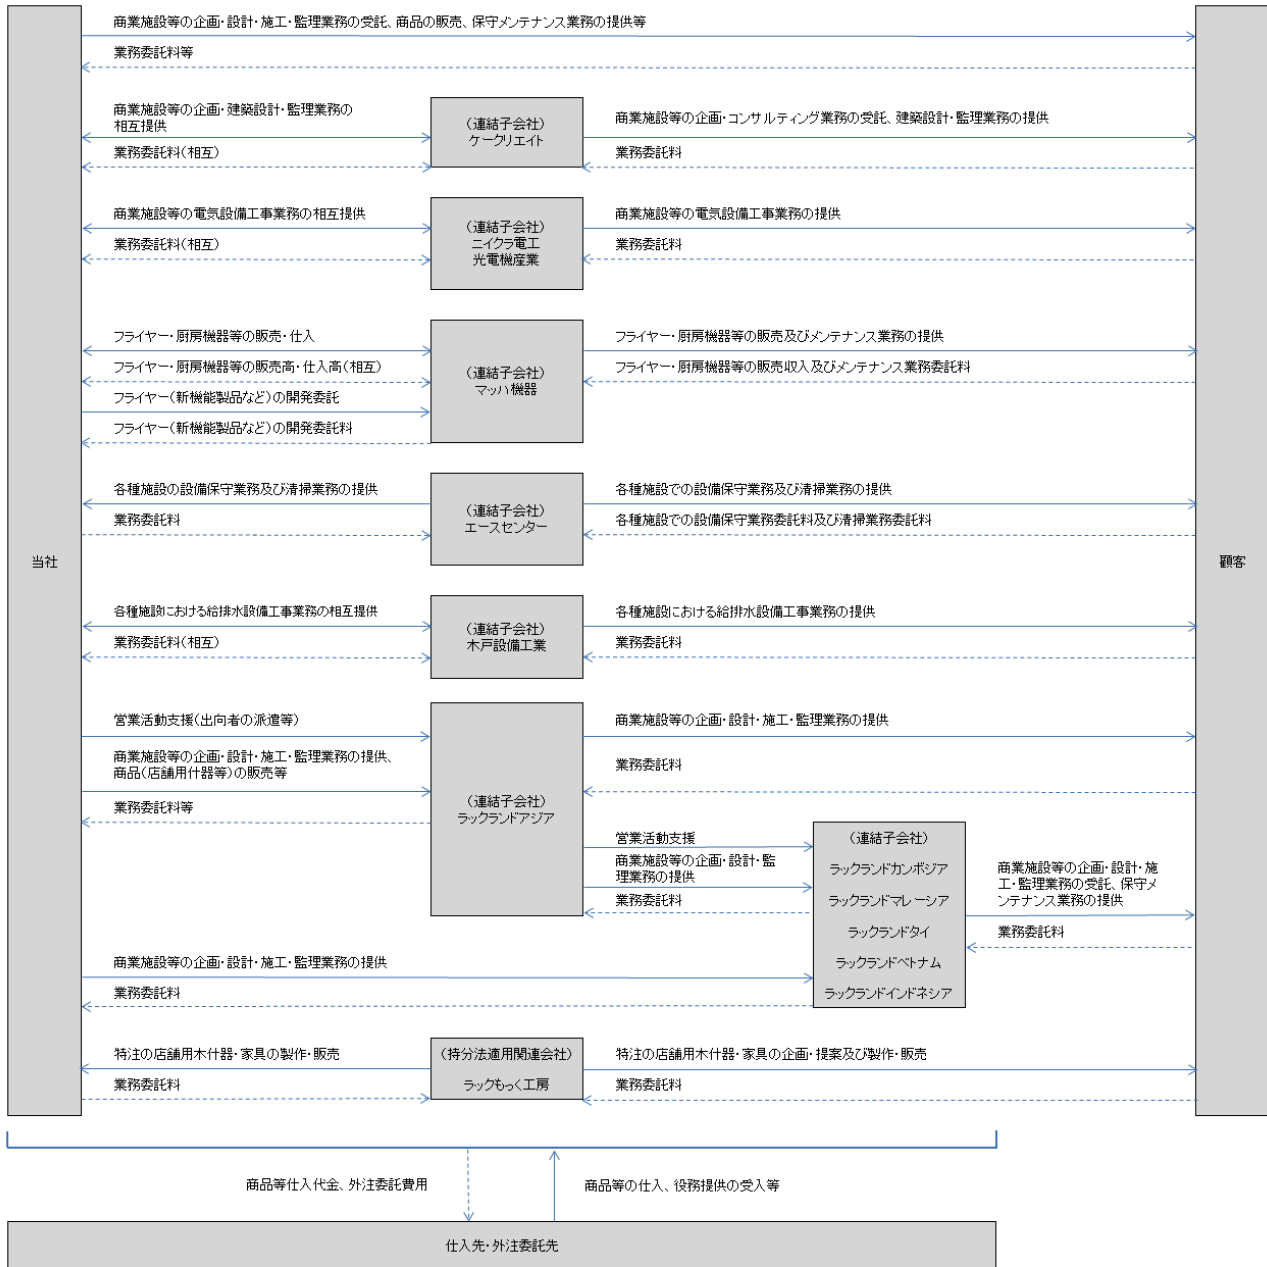 商業施設等の企画・設計・施工・監理業務の受託、商品の販売、保守メンテナンス業務の提供等
業務委託料等
商業施設等の企画・建築設計・監理業務の
相互提供
業務委託料(相互)
(連結子会社)
ケークリエイト
商業施設等の企画・コンサルティング業務の受託、建築設計・監理業務の提供
業務委託料
商業施設等の電気設備工事業務の相互提供
業務委託料(相互)
(連結子会社)
ニイクラ電工
光電機産業
商業施設等の電気設備工事業務の提供
業務委託料
フライヤー・厨房機器等の販売・仕入
フライヤー・厨房機器等の販売高・仕入高(相互)
フライヤー(新機能製品など)の開発委託
フライヤー(新機能製品など)の開発委託料
(連結子会社)
マッハ機器
フライヤー・厨房機器等の販売及びメンテナンス業務の提供
フライヤー・厨房機器等の販売収入及びメンテナンス業務委託料
各種施設の設備保守業務及び清掃業務の提供
業務委託料
(連結子会社)
エースセンター
各種施設での設備保守業務及び清掃業務の提供
各種施設での設備保守業務委託料及び清掃業務委託料
当社
顧客
各種施設における給排水設備工事業務の相互提供
業務委託料(相互)
(連結子会社)
木戸設備工業
各種施設における給排水設備工事業務の提供
業務委託料
営業活動支援(出向者の派遣等)
商業施設等の企画・設計・施工・監理業務の提供、
商品(店舗用什器等)の販売等
業務委託料等
(連結子会社)
ラックランドアジア
商業施設等の企画・設計・施工・監理業務の提供
業務委託料
営業活動支援
商業施設等の企画・設計・監
理業務の提供
業務委託料
(連結子会社)
ラックランドカンボジア
ラックランドマレーシア
ラックランドタイ
ラックランドベトナム
ラックランドインドネシア
商業施設等の企画・設計・施
工・監理業務の受託、保守メ
ンテナンス業務の提供
業務委託料
商業施設等の企画・設計・施工・監理業務の提供
業務委託料
特注の店舗用木什器・家具の製作・販売
業務委託料
(持分法適用関連会社)
ラックもっく工房
特注の店舗用木什器・家具の企画・提案及び製作・販売
業務委託料
商品等仕入代金、外注委託費用
商品等の仕入、役務提供の受入等
仕入先・外注委託先